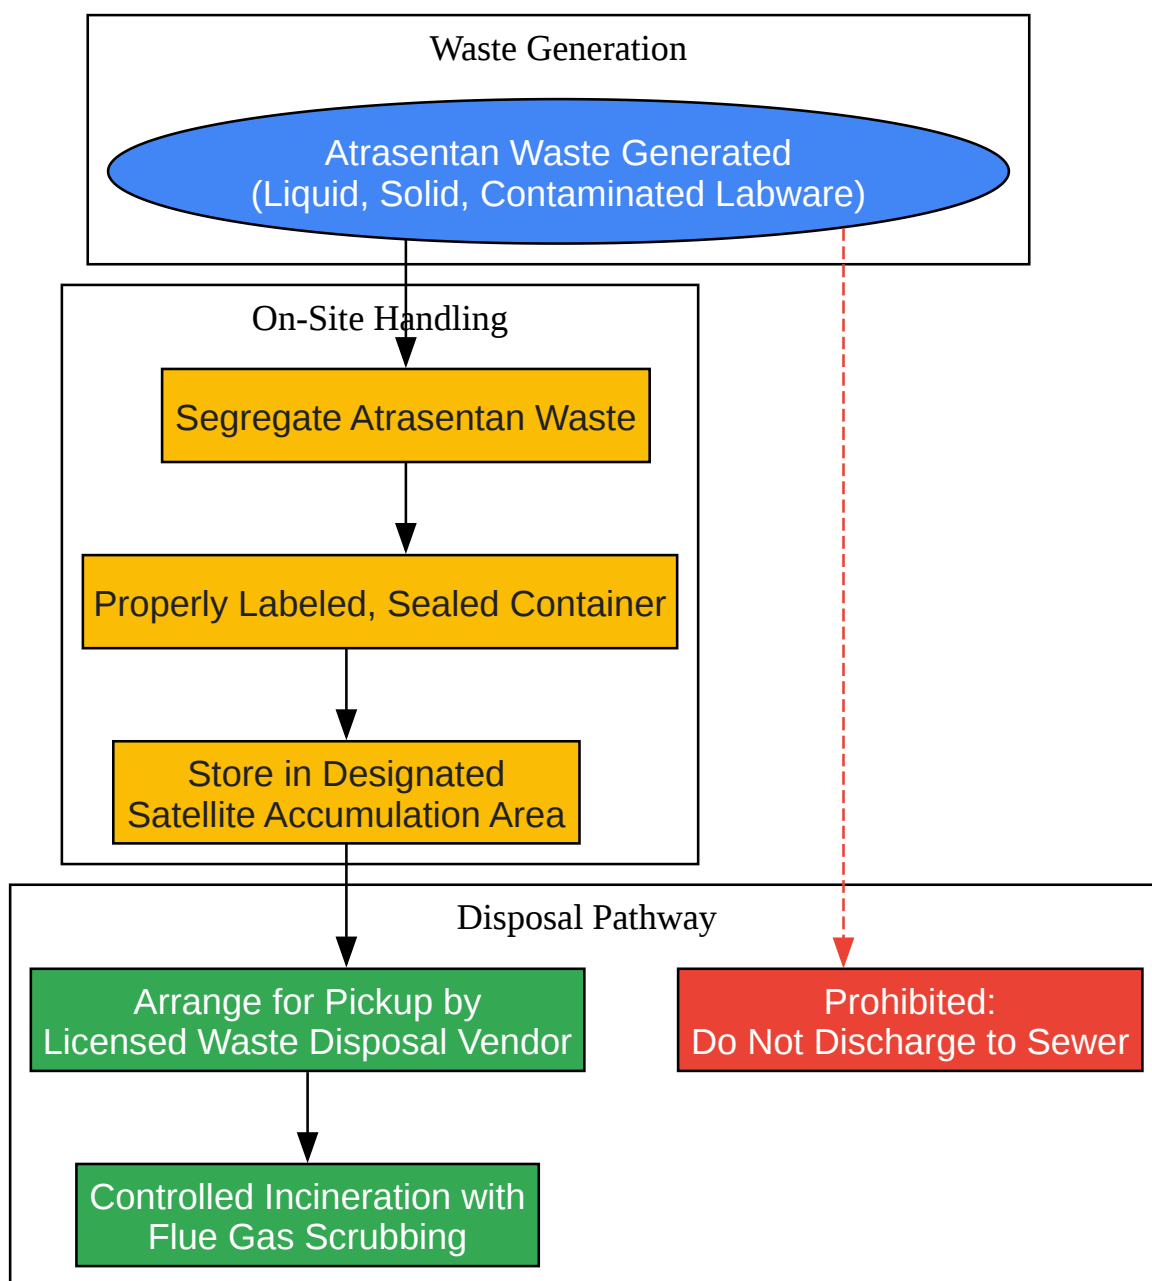 Waste Generation
Atrasentan Waste Generated
(Liquid, Solid, Contaminated Labware)
On-Site Handling
Segregate Atrasentan Waste
Properly Labeled, Sealed Container
Store in Designated
Satellite Accumulation Area
Disposal Pathway
Arrange for Pickup by
Licensed Waste Disposal Vendor
Prohibited:
Do Not Discharge to Sewer
Controlled Incineration with
Flue Gas Scrubbing